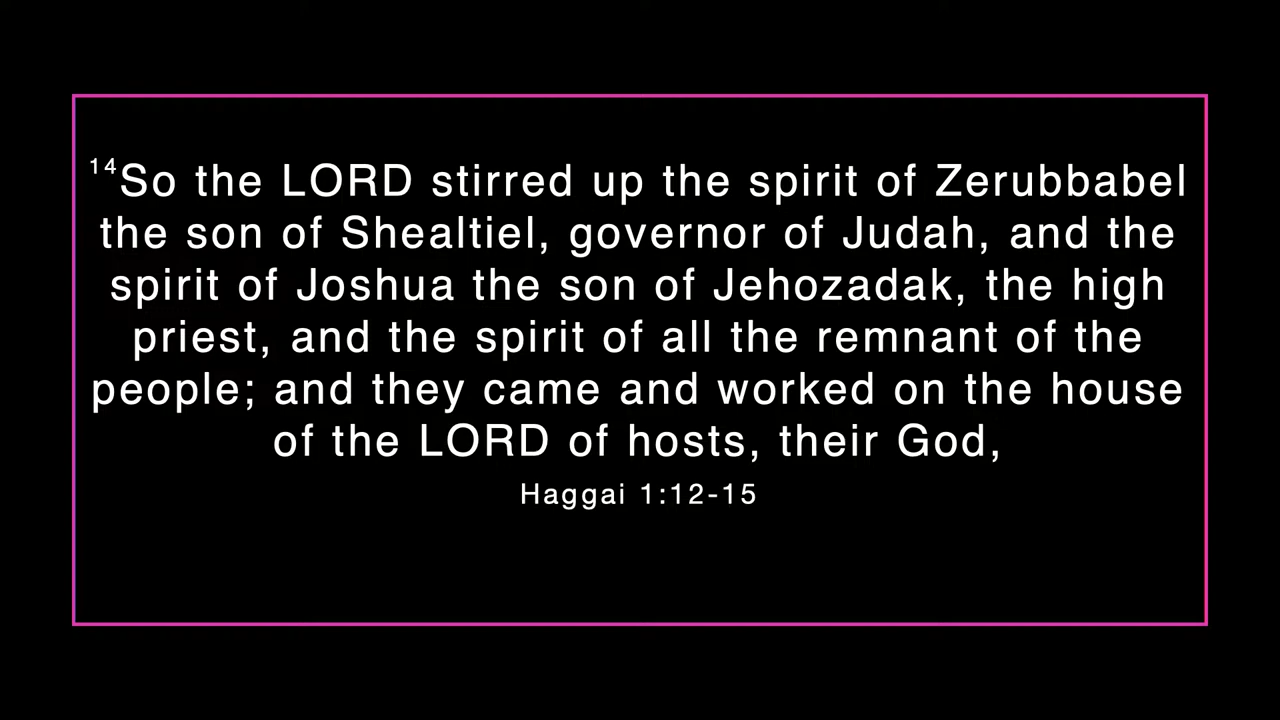 14So the LORD stirred up the spirit of Zerubbabel
the son of Shealtiel, governor of Judah, and the
spirit of Joshua the son of Jehozadak, the high
priest, and the spirit of all the remnant of the
people; and they came and worked on the house
of the LORD of hosts, their God,
Haggai 1:12-15